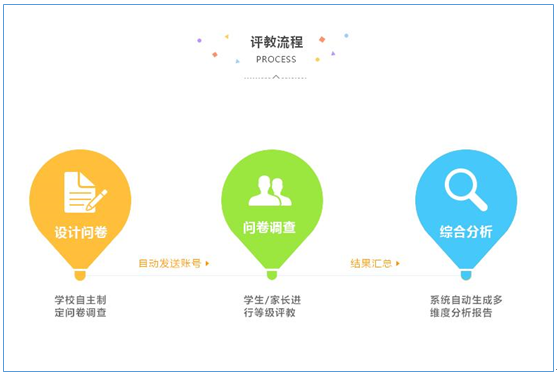 评教流程
PROCESS
设计问卷
问卷调查
综合分析
自动发送账号
结果汇总
学校自主制
定问卷调查
学生/家长进
行等级评教
系统自动生成多
维度分析报告